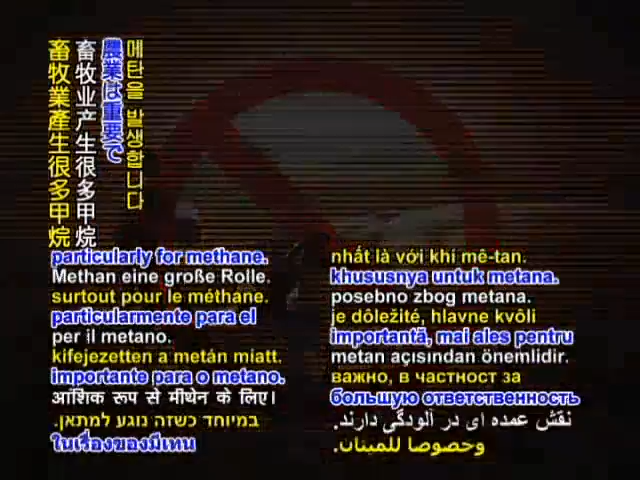 畜牧業產生很多甲烷
畜牧业产生很多甲烷
農業は重要で
메탄을 발생합니다
particularly for methane.
Methan eine große Rolle.
surtout pour le méthane.
particularmente para el
per il metano.
kifejezetten a metán miatt.
importante para o metano.
आंशिक रूप से मीथेन के लिए।
במיוחד כשזה נוגע למתאן.
ในเรื่องของมีเทน
nhất là với khí mê-tan.
khususnya untuk metana.
posebno zbog metana.
je dôležité, hlavne kvôli
importantă, mai ales pentru
metan açısından önemlidir.
важно, в частност за
большую ответственность
نقش عمده ای در آلودگی دارند.
وخصوصا للميتان.